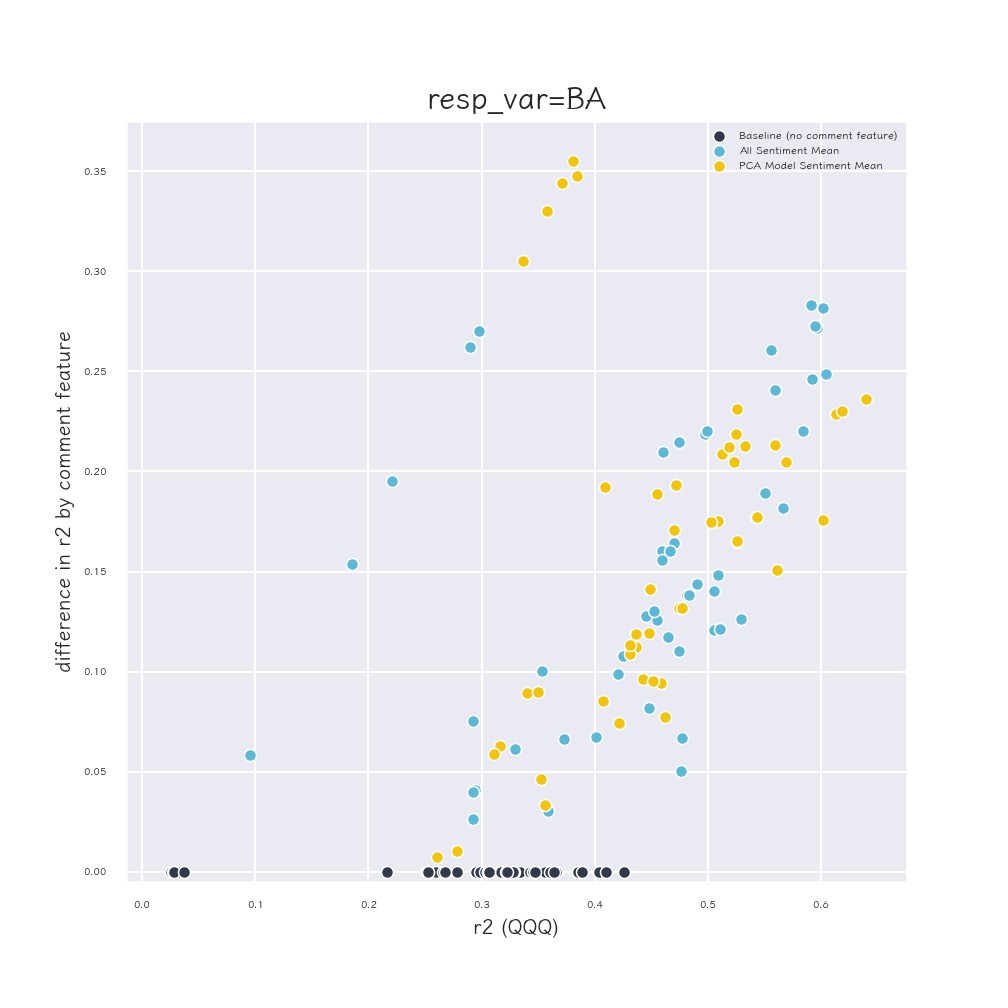 resp_var=BA
Baseline (no comment feature)
All Sentiment Mean
PCA Model Sentiment Mean
difference in r2 by comment feature
0.35
0.30
0.25
0.20
0.15
0.10
0.05
0.00
0.0 0.1 0.2 0.3 0.4 0.5 0.6
r2 (QQQ)